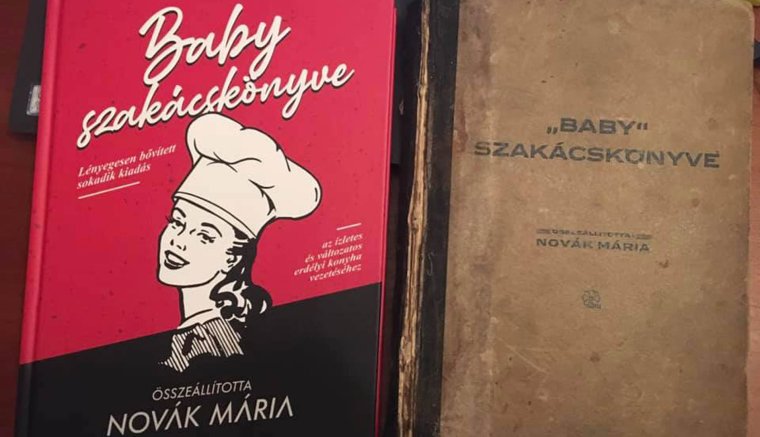 Baby
szakácskönyve
Lényegesen bővített
sokadik kiadás
az ízletes
és változatos
erdélyi konyha
vezetéséhez
ÖSSZEÁLLÍTOTTA
NOVÁK MÁRIA
„BABY“
SZAKÁCSKÖNYVE
ÖSSZEÁLLÍTOTTA
NOVÁK MÁRIA